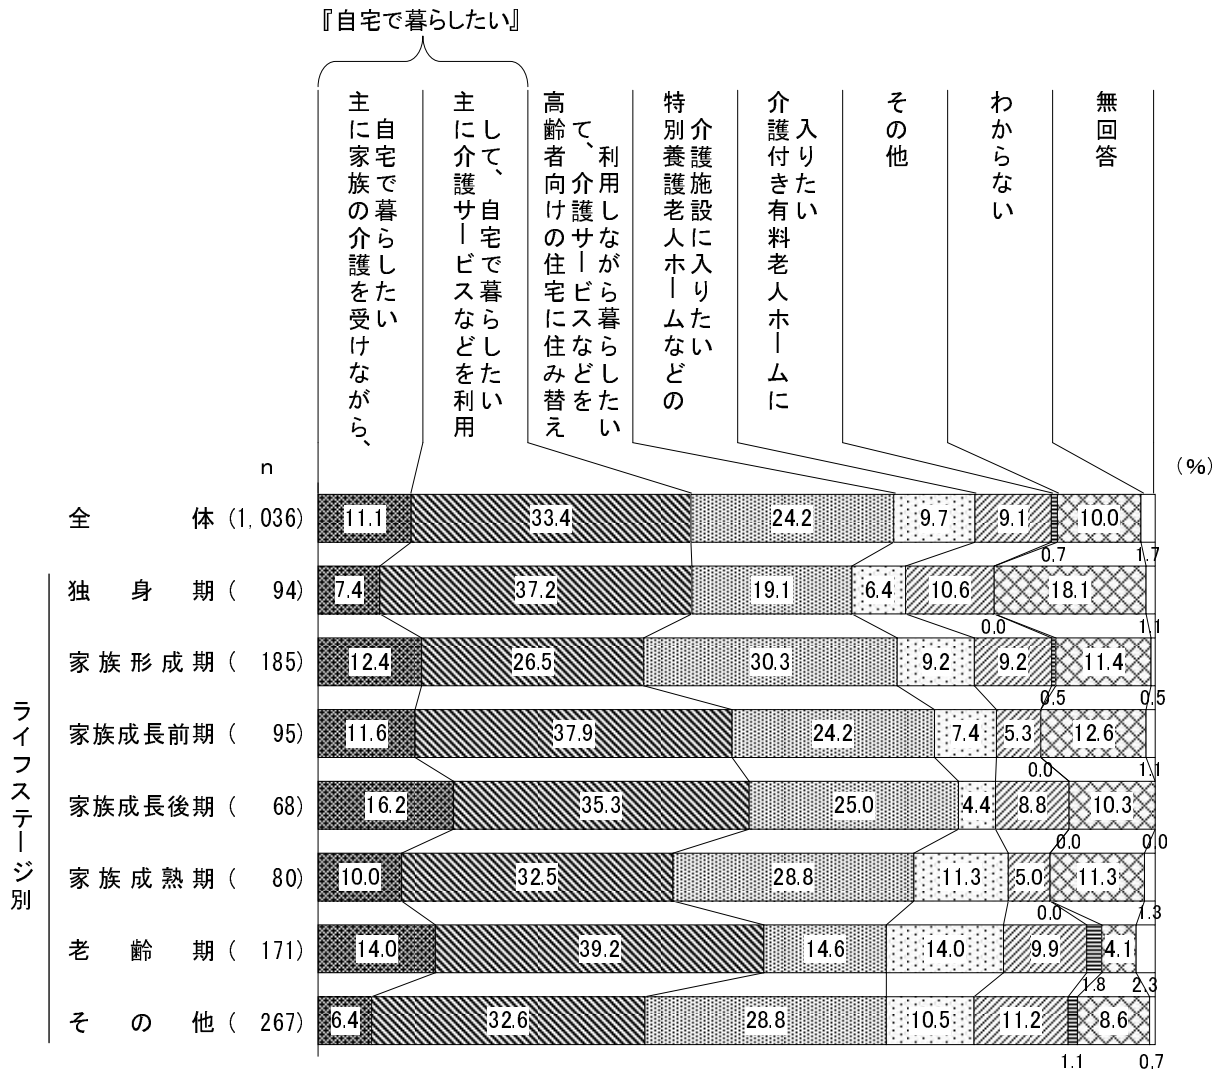 『自宅で暮らしたい』
主に家族の介護を受けながら、
自宅で暮らしたい
主に介護サービスなどを利用
して、自宅で暮らしたい
高齢者向けの住宅に住み替え
て、介護サービスなどを
利用しながら暮らしたい
特別養護老人ホームなどの
介護施設に入りたい
介護付き有料老人ホームに
入りたい
その他
わからない
無回答
n
(%)
全体 (1,036) 11.1 33.4 24.2 9.7 9.1 0.7 10.0 1.7
ライフステージ別
独身期 ( 94) 7.4 37.2 19.1 6.4 10.6 0.0 18.1 1.1
家族形成期 ( 185) 12.4 26.5 30.3 9.2 9.2 0.5 11.4 0.5
家族成長前期 ( 95) 11.6 37.9 24.2 7.4 5.3 0.0 12.6 1.1
家族成長後期 ( 68) 16.2 35.3 25.0 4.4 8.8 0.0 10.3 0.0
家族成熟期 ( 80) 10.0 32.5 28.8 11.3 5.0 0.0 11.3 1.3
老齢期 ( 171) 14.0 39.2 14.6 14.0 9.9 1.8 4.1 2.3
その他 ( 267) 6.4 32.6 28.8 10.5 11.2 1.1 8.6 0.7